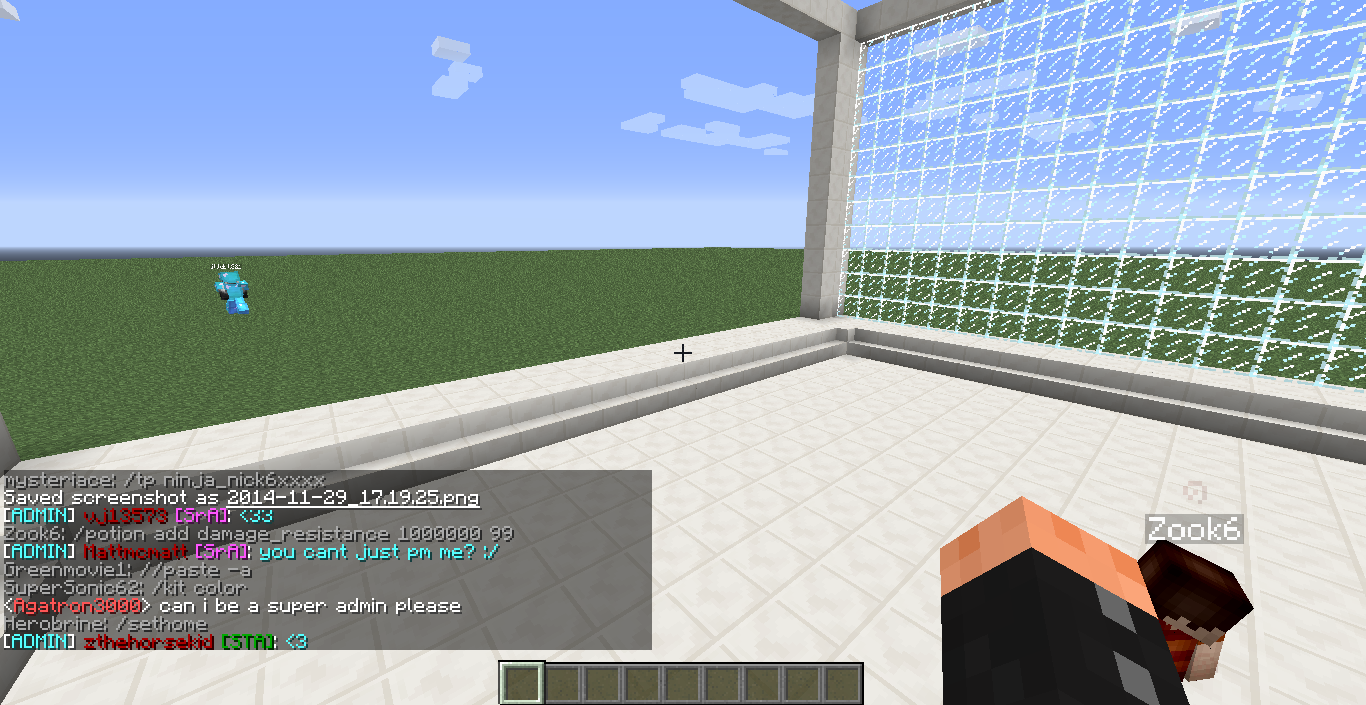 mysteriace: /tp ninja_nick6xxxx
Saved screenshot as 2014-11-29_17.19.25.png
[ADMIN] vj13573 [SrA]: <33
Zook6: /potion add damage_resistance 1000000 99
[ADMIN] Mattmcmatt [SrA]: you cant just pm me? :/
Greenmovie1: //paste -a
SuperSonic62: /kit color
<Agatron3000> can i be a super admin please
Herobrine: /sethome
[ADMIN] zthehorsekid [STA]: <3
Zook6